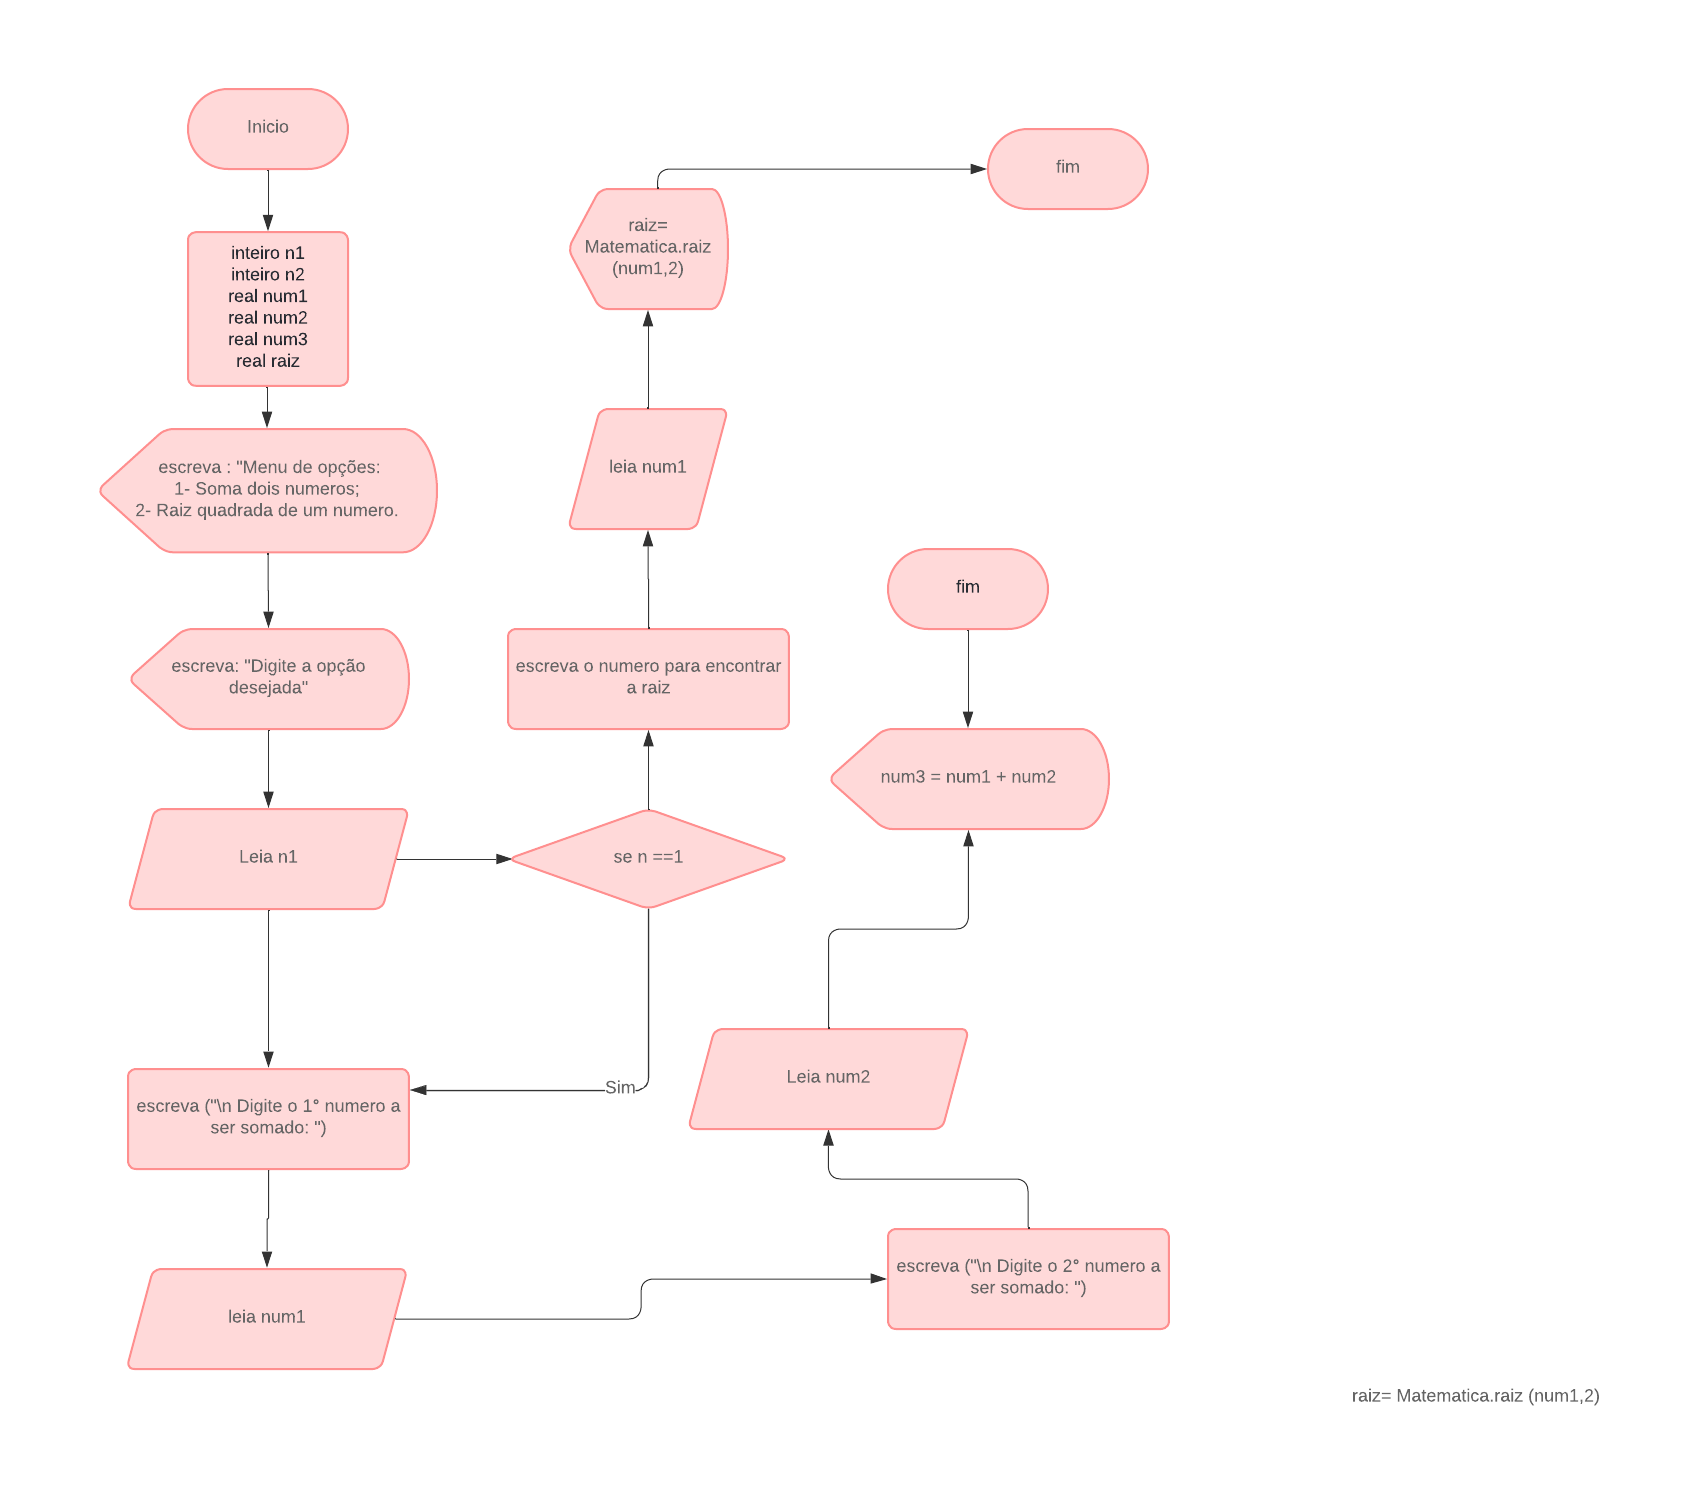 Inicio
inteiro n1
inteiro n2
real num1
real num2
real num3
real raiz
escreva : "Menu de opções:
1- Soma dois numeros;
2- Raiz quadrada de um numero.
escreva: "Digite a opção
desejada"
Leia n1
se n ==1
escreva o numero para encontrar
a raiz
leia num1
raiz=
Matematica.raiz
(num1,2)
fim
Sim
escreva ("\n Digite o 1° numero a
ser somado: ")
leia num1
escreva ("\n Digite o 2° numero a
ser somado: ")
Leia num2
num3 = num1 + num2
fim
raiz= Matematica.raiz (num1,2)